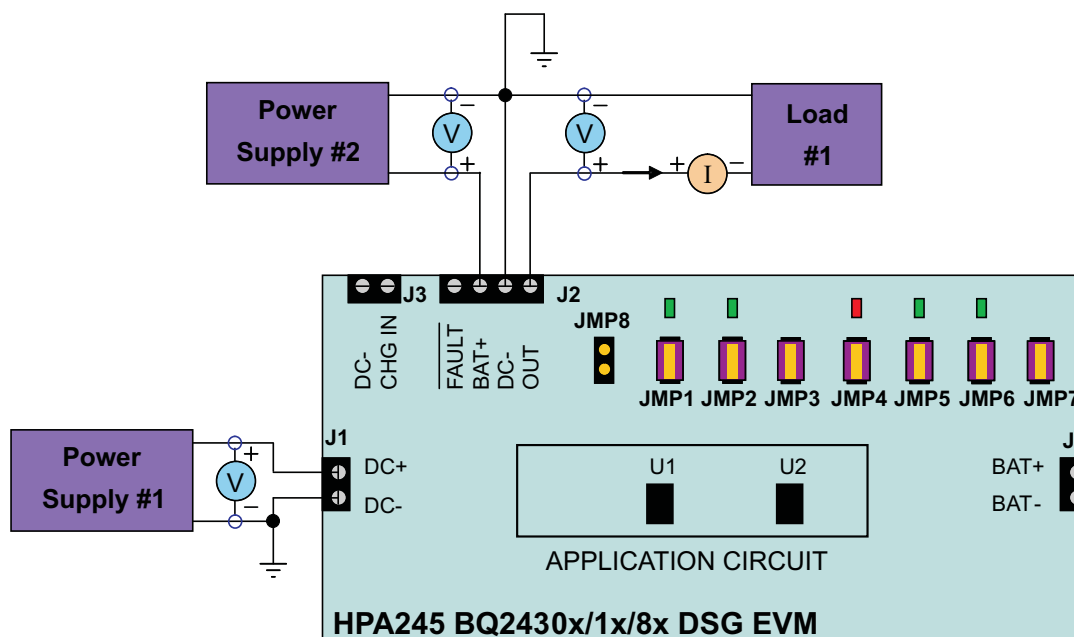 Power
Supply #2
V
−
+
V
−
+
+
−
I
Load
#1
J3
J2
DC-
CHG IN
FAULT
BAT+
DC-
OUT
JMP8
JMP1
JMP2
JMP3
JMP4
JMP5
JMP6
JMP7
Power
Supply #1
V
+
−
J1
DC+
DC-
U1
U2
APPLICATION CIRCUIT
J
BAT+
BAT-
HPA245 BQ2430x/1x/8x DSG EVM